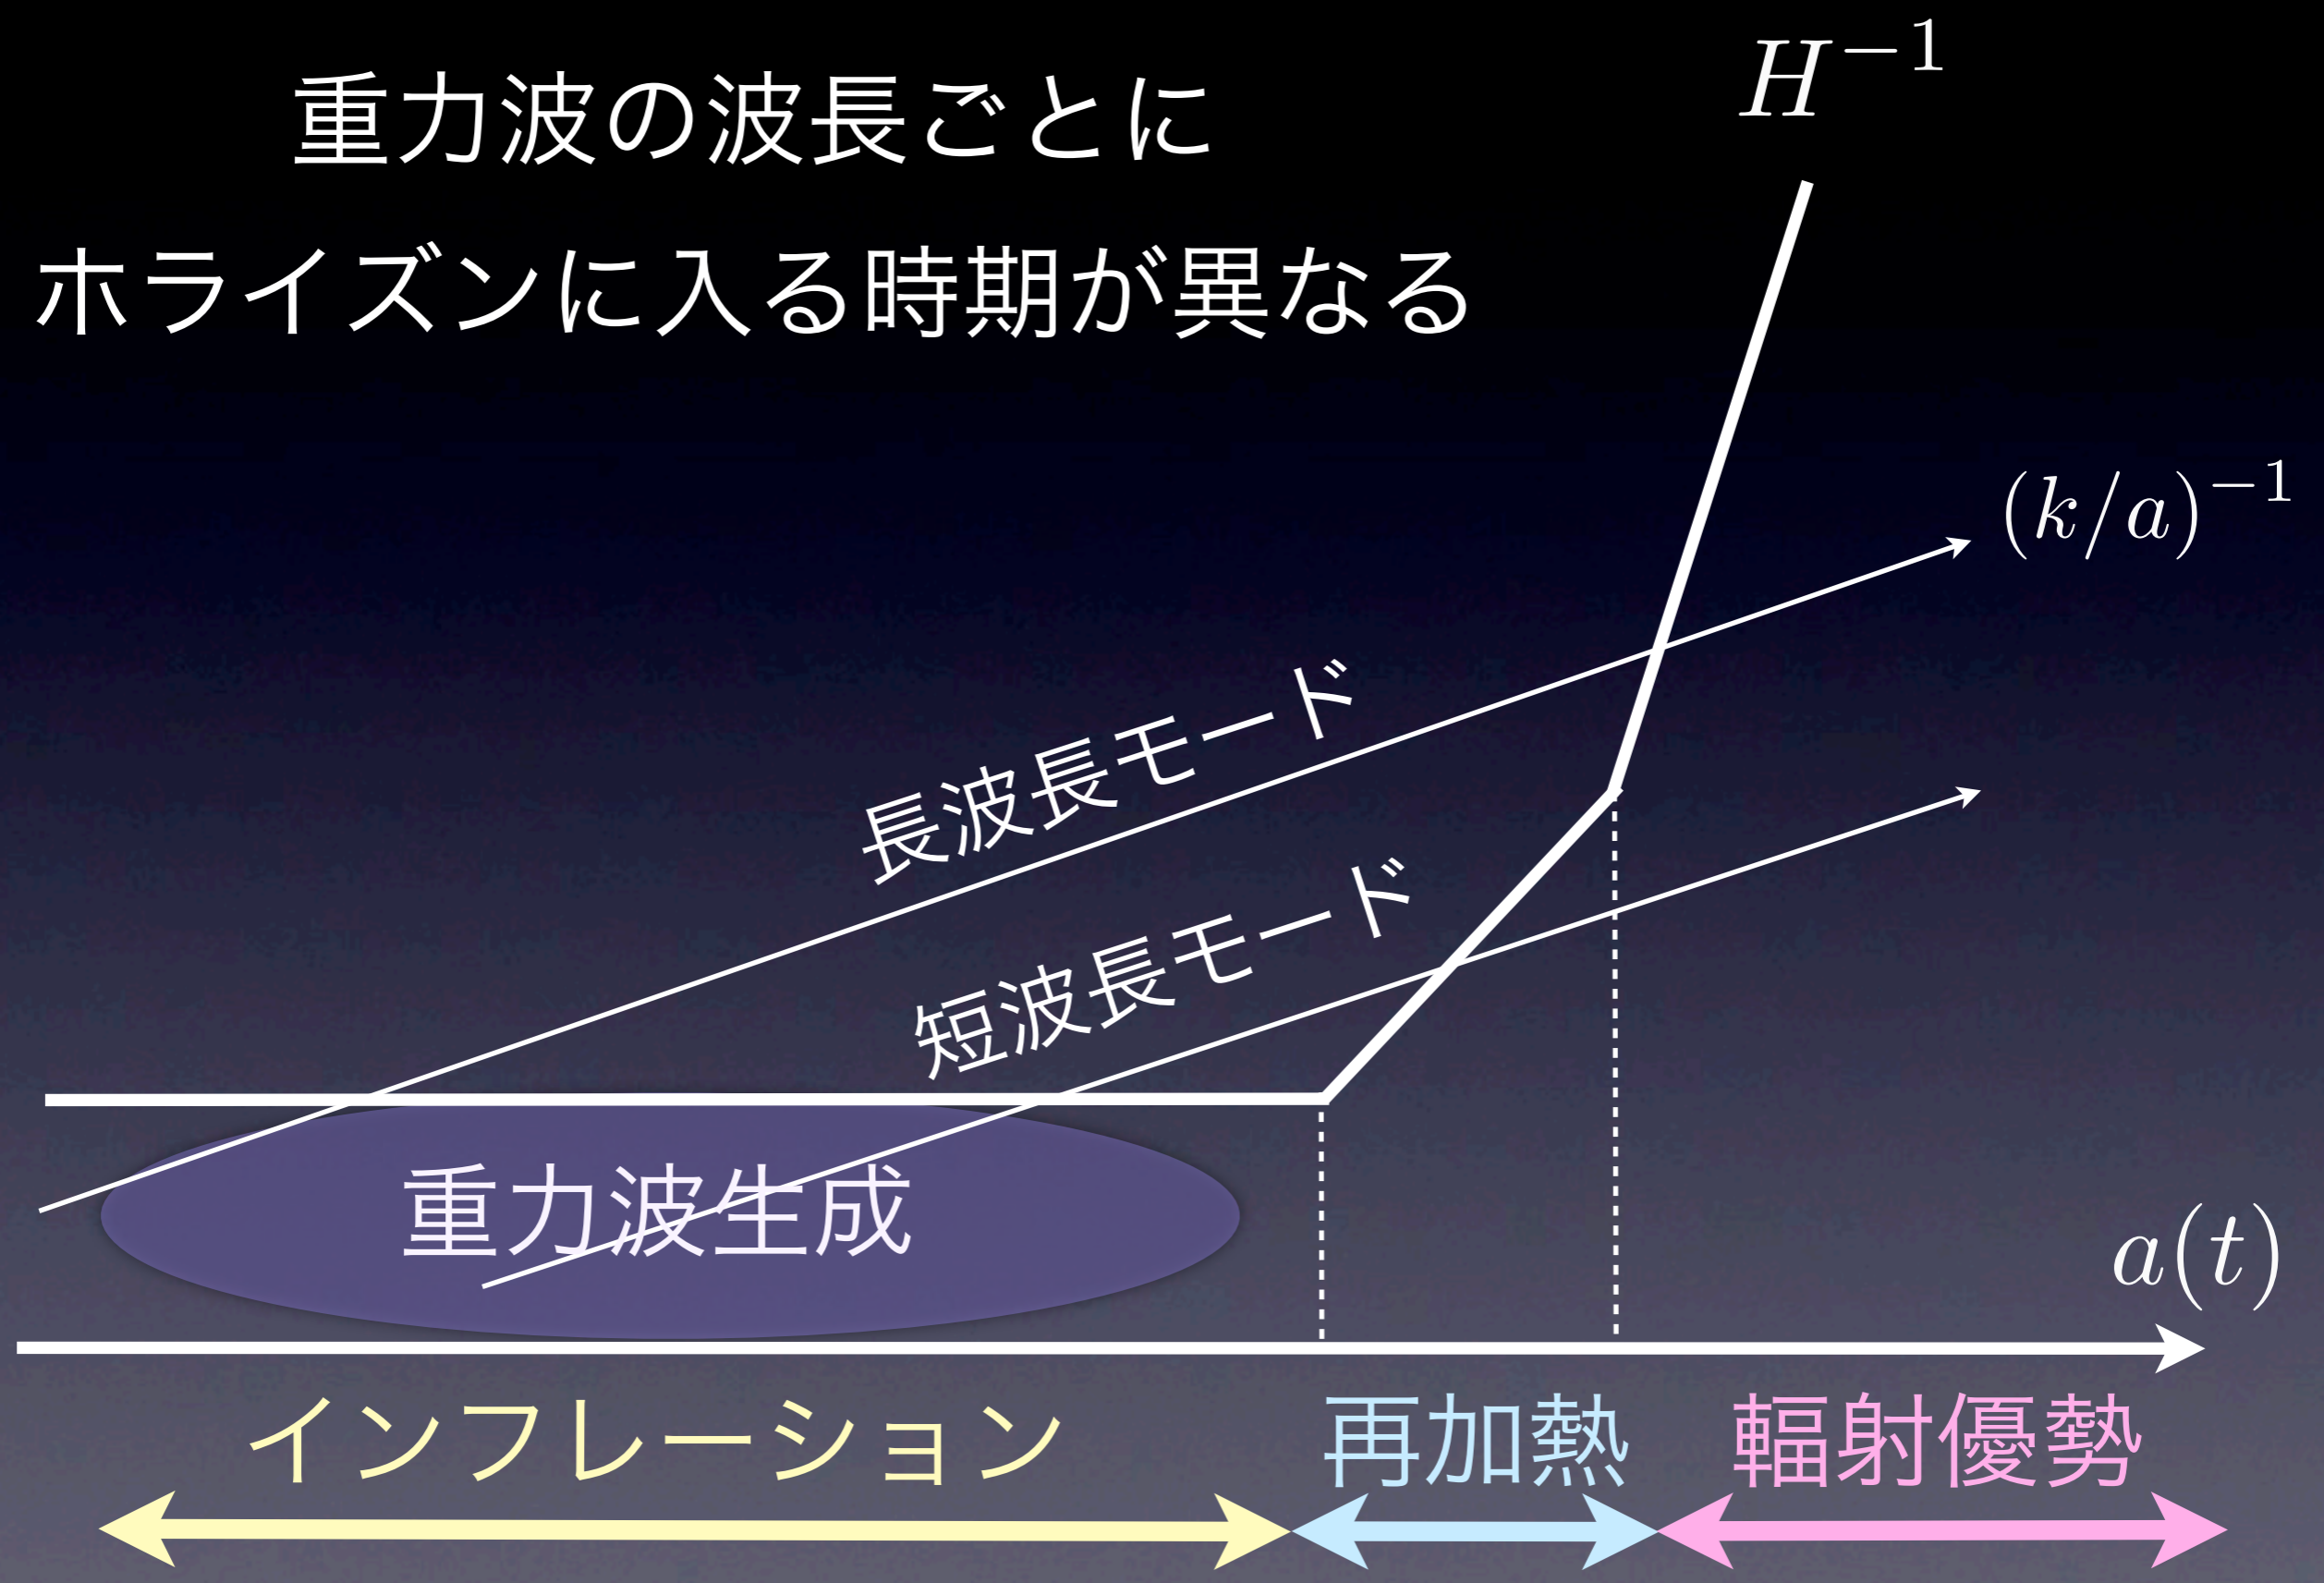 重力波の波長ごとに
ホライズンに入る時期が異なる
H⁻¹
(k/a)⁻¹
長波長モード
短波長モード
重力波生成
a(t)
インフレーション
再加熱
輻射優勢